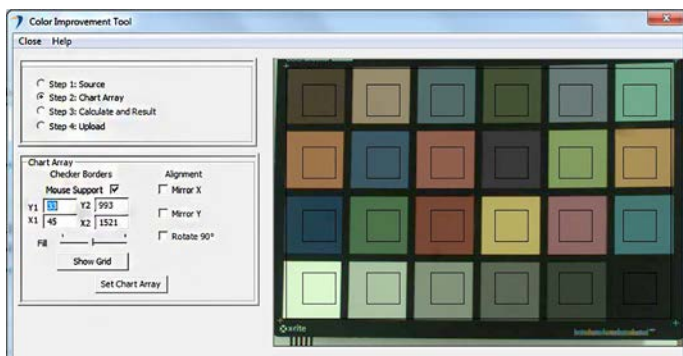 Color Improvement Tool
Close Help
Step 1: Source
Step 2: Chart Array
Step 3: Calculate and Result
Step 4: Upload
Chart Array
Checker Borders
Alignment
Mouse Support
Mirror X
Y1 33 Y2 993
X1 45 X2 1521
Mirror Y
Fill
Rotate 90°
Show Grid
Set Chart Array
x-rite